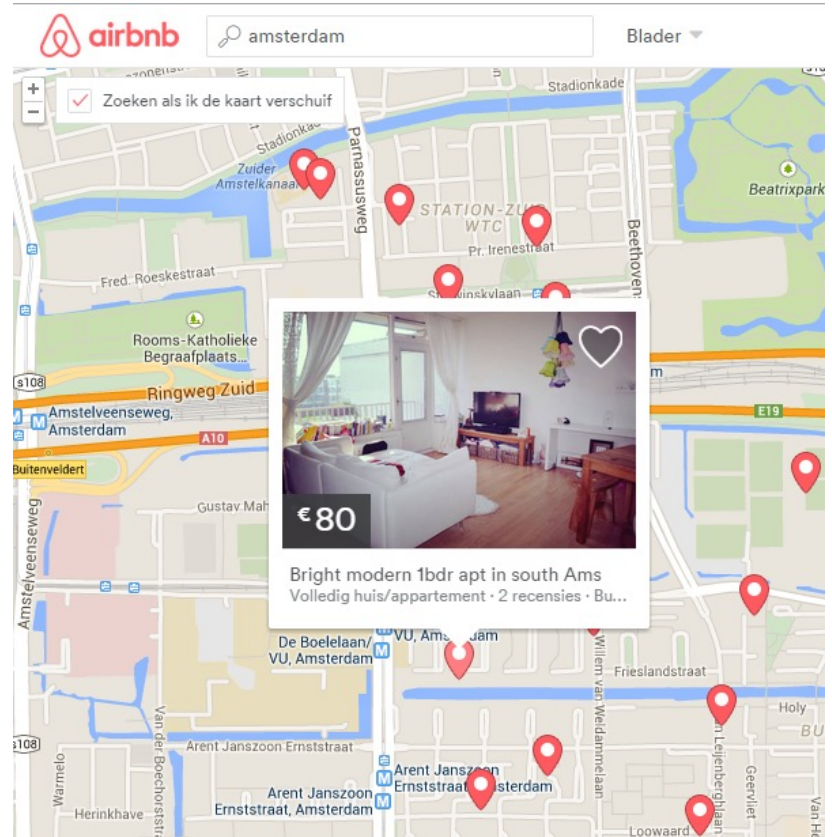 airbnb
amsterdam
Blader
+
−
Zoeken als ik de kaart verschuif
Stadionkade
Stadionkade
Parnassusweg
Zuider
Amstelkanaal
Beatrixpark
STATION-ZUID
WTC
Pr. Irenestraat
Fred. Roeskestraat
Rooms-Katholieke
Begraafplaats...
s108
Ringweg Zuid
Amstelveenseweg,
Amsterdam
A10
E19
Buitenveldert
Gustav Mah
Amstelveenseweg
€80
Bright modern 1bdr apt in south Ams
Volledig huis/appartement · 2 recensies · Bu...
De Boelelaan/
VU, Amsterdam
VU, Amsterdam
Willem van Weldammelaan
Frieslandstraat
Holy
BU
s108
Van der Boechorststr
Arent Janszoon Ernststraat
Arent Janszoon
Ernststraat, Amsterdam
Arent Janszoon
Ernststraat, Amsterdam
Warmelo
Herinkhave
n Leijenberghlaan
Geervliet
Van H
Loowaard